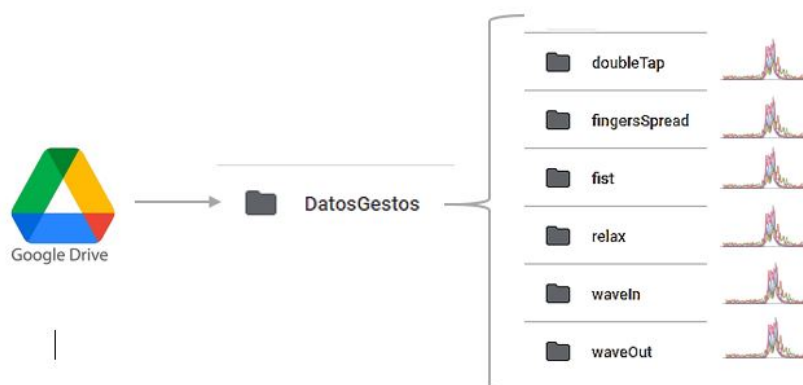 Google Drive
DatosGestos
doubleTap
fingersSpread
fist
relax
waveIn
waveOut